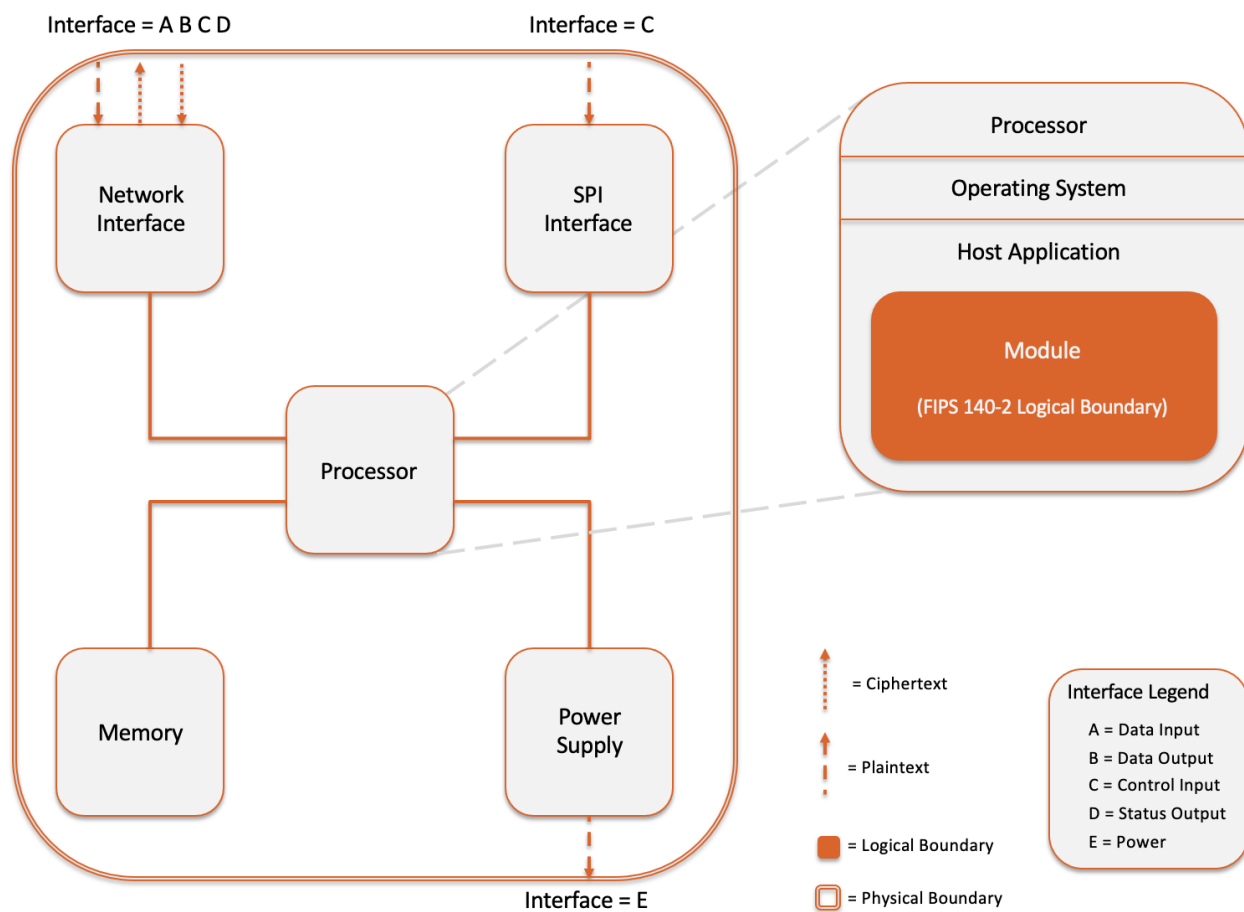 Interface = A B C D
Interface = C
Network
Interface
SPI
Interface
Processor
Memory
Power
Supply
Interface = E
Processor
Operating System
Host Application
Module
(FIPS 140-2 Logical Boundary)
= Ciphertext
= Plaintext
= Logical Boundary
= Physical Boundary
Interface Legend
A = Data Input
B = Data Output
C = Control Input
D = Status Output
E = Power